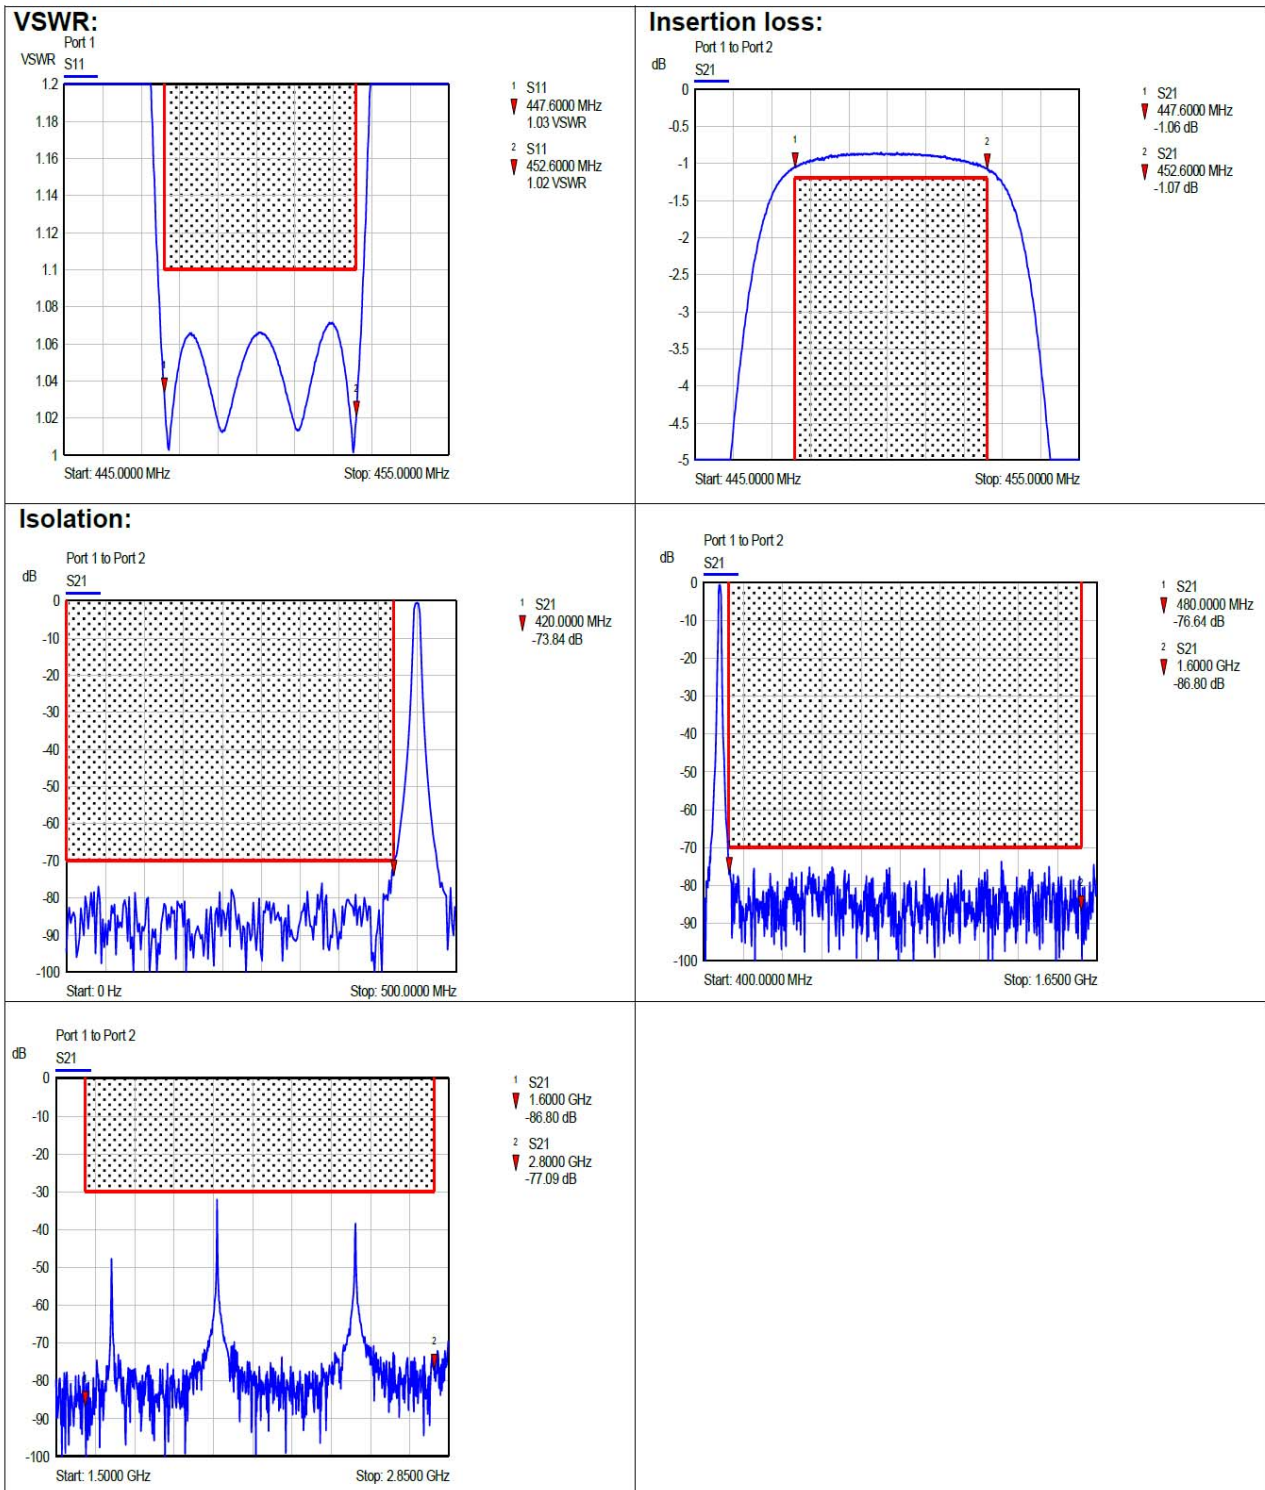 VSWR:
Port 1
VSWR
S11
1.2
1.18
1.16
1.14
1.12
1.1
1.08
1.06
1.04
1.02
1
1
2
Start: 445.0000 MHz
Stop: 455.0000 MHz
1 S11
447.6000 MHz
1.03 VSWR
2 S11
452.6000 MHz
1.02 VSWR
Insertion loss:
Port 1 to Port 2
dB
S21
0
-0.5
-1
-1.5
-2
-2.5
-3
-3.5
-4
-4.5
-5
1
2
Start: 445.0000 MHz
Stop: 455.0000 MHz
1 S21
447.6000 MHz
-1.06 dB
2 S21
452.6000 MHz
-1.07 dB
Isolation:
Port 1 to Port 2
dB
S21
0
-10
-20
-30
-40
-50
-60
-70
-80
-90
-100
Start: 0 Hz
Stop: 500.0000 MHz
1 S21
420.0000 MHz
-73.84 dB
Port 1 to Port 2
dB
S21
0
-10
-20
-30
-40
-50
-60
-70
-80
-90
-100
2
Start: 400.0000 MHz
Stop: 1.6500 GHz
1 S21
480.0000 MHz
-76.64 dB
2 S21
1.6000 GHz
-86.80 dB
Port 1 to Port 2
dB
S21
0
-10
-20
-30
-40
-50
-60
-70
-80
-90
-100
2
Start: 1.5000 GHz
Stop: 2.8500 GHz
1 S21
1.6000 GHz
-86.80 dB
2 S21
2.8000 GHz
-77.09 dB